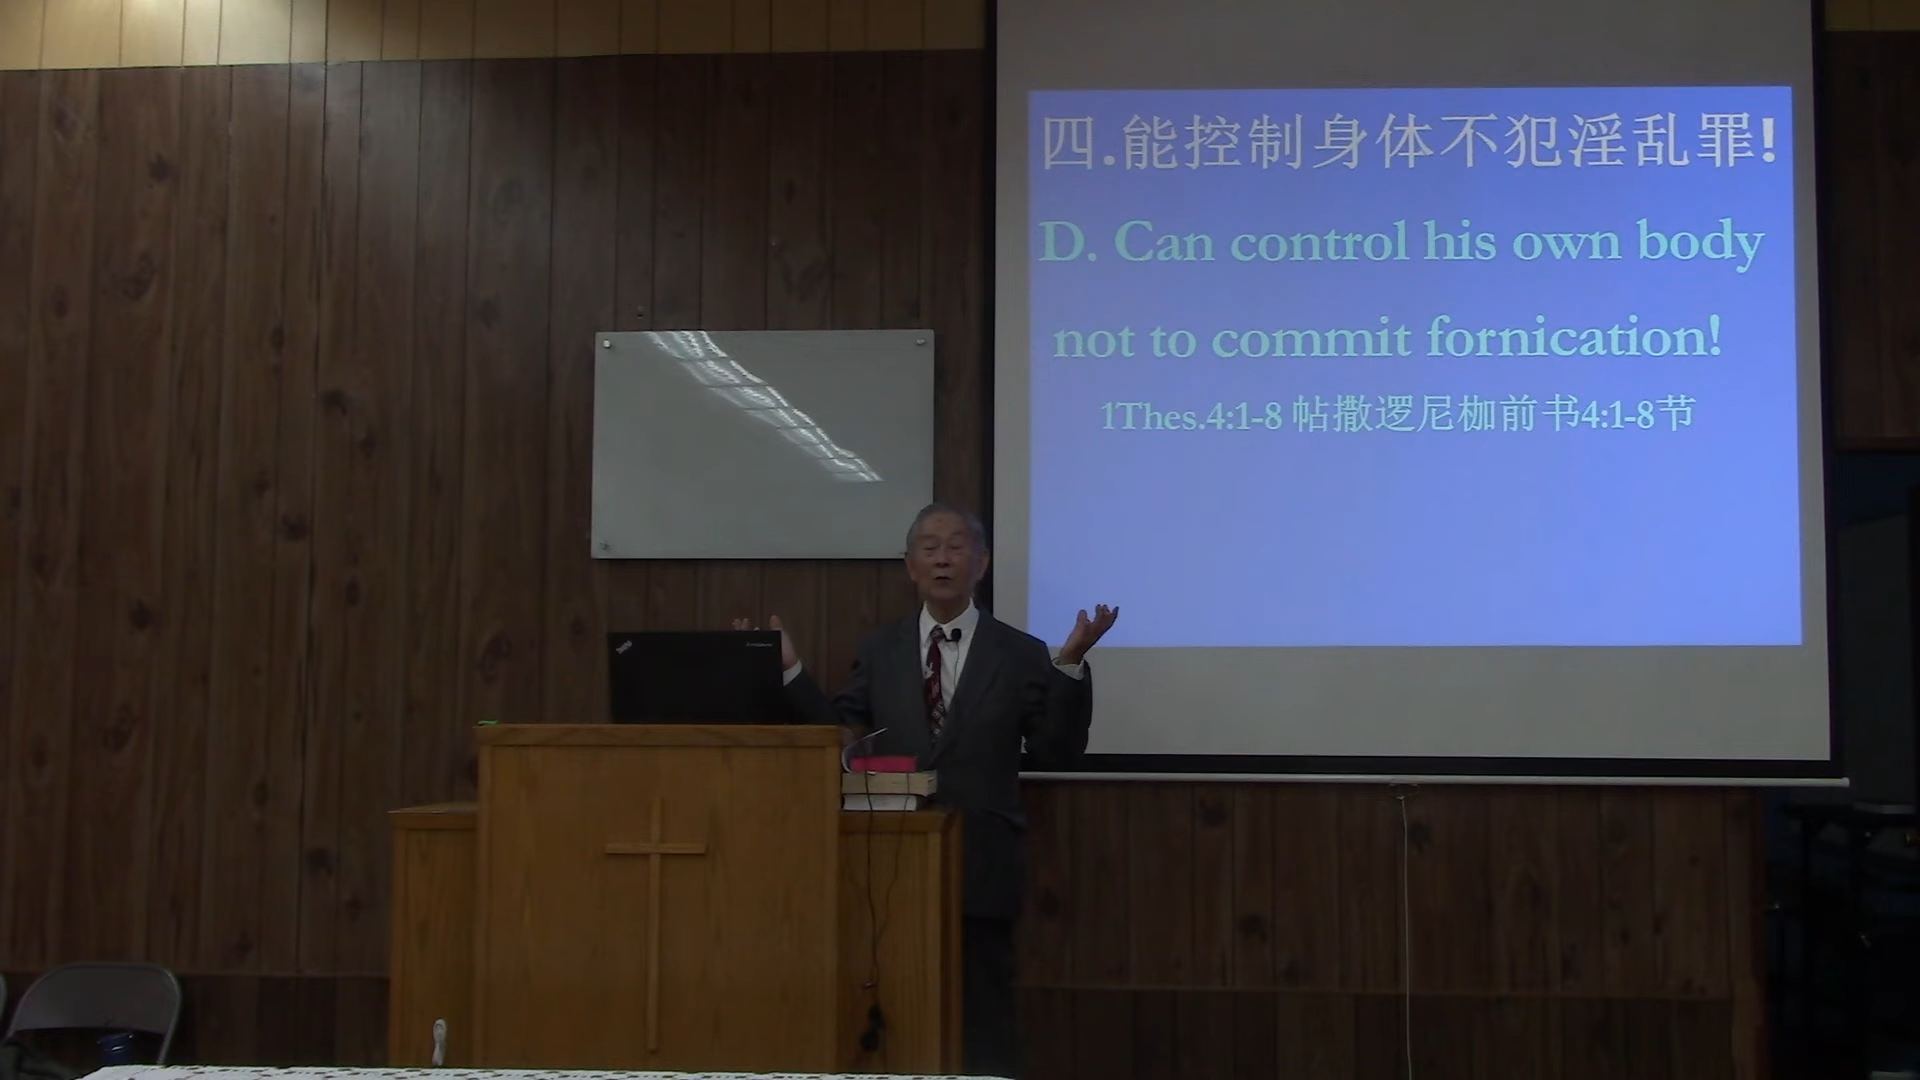 四.能控制身体不犯淫乱罪!
D. Can control his own body
not to commit fornication!
1Thes.4:1-8 帖撒逻尼枷前书4:1-8节